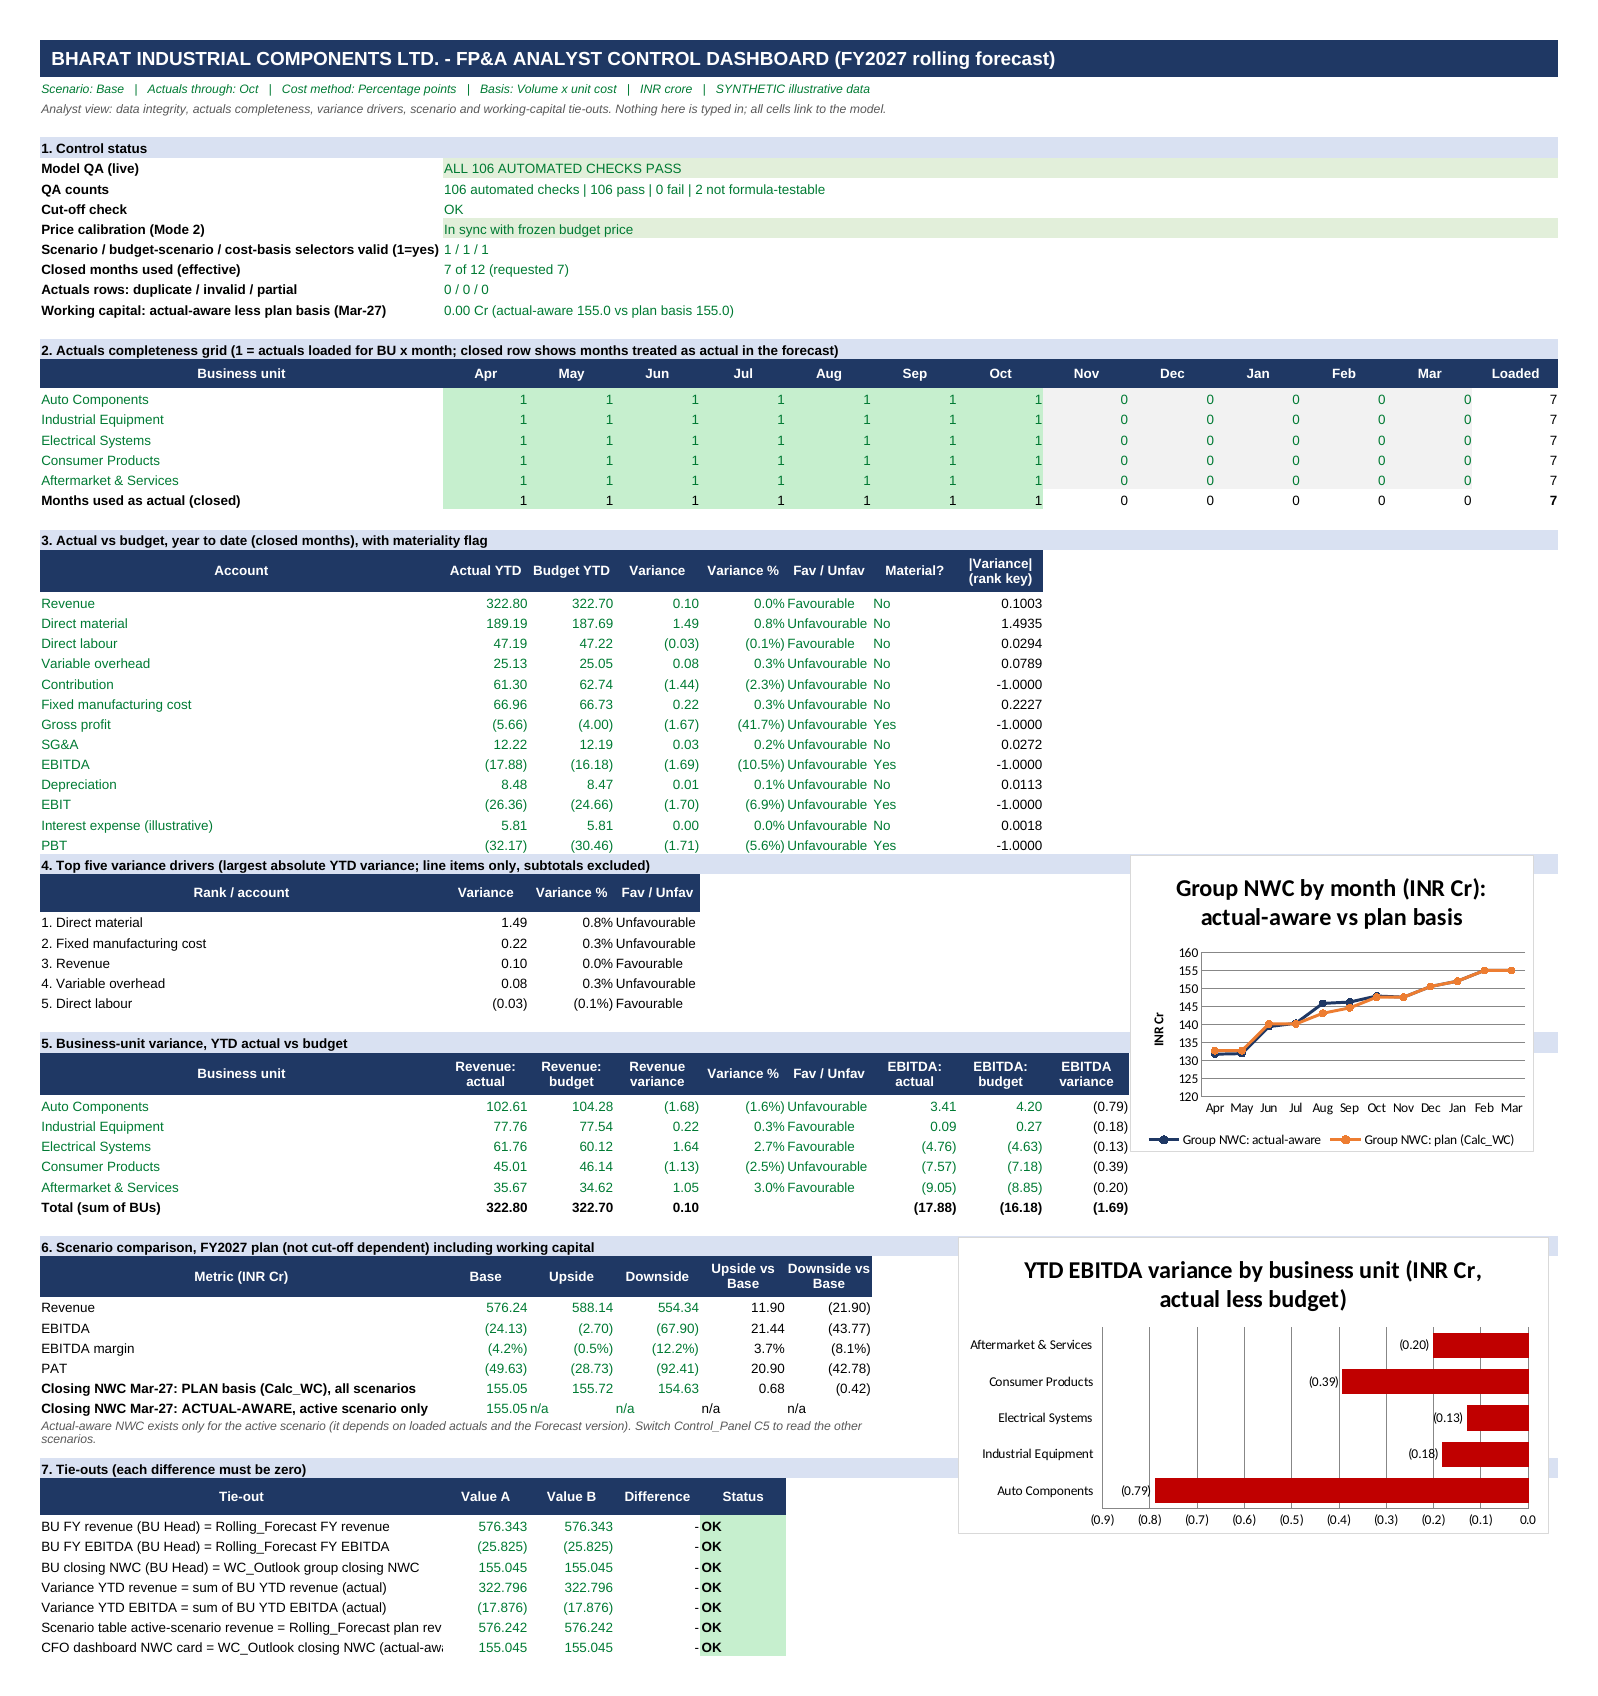 BHARAT INDUSTRIAL COMPONENTS LTD. - FP&A ANALYST CONTROL DASHBOARD (FY2027 rolling forecast)
Scenario: Base | Actuals through: Oct | Cost method: Percentage points | Basis: Volume x unit cost | INR crore | SYNTHETIC illustrative data
Analyst view: data integrity, actuals completeness, variance drivers, scenario and working-capital tie-outs. Nothing here is typed in; all cells link to the model.
1. Control status
Model QA (live) ALL 106 AUTOMATED CHECKS PASS
QA counts 106 automated checks | 106 pass | 0 fail | 2 not formula-testable
Cut-off check OK
Price calibration (Mode 2) In sync with frozen budget price
Scenario / budget-scenario / cost-basis selectors valid (1=yes) 1 / 1 / 1
Closed months used (effective) 7 of 12 (requested 7)
Actuals rows: duplicate / invalid / partial 0 / 0 / 0
Working capital: actual-aware less plan basis (Mar-27) 0.00 Cr (actual-aware 155.0 vs plan basis 155.0)
2. Actuals completeness grid (1 = actuals loaded for BU x month; closed row shows months treated as actual in the forecast)
Business unit Apr May Jun Jul Aug Sep Oct Nov Dec Jan Feb Mar Loaded
Auto Components 1 1 1 1 1 1 1 0 0 0 0 0 7
Industrial Equipment 1 1 1 1 1 1 1 0 0 0 0 0 7
Electrical Systems 1 1 1 1 1 1 1 0 0 0 0 0 7
Consumer Products 1 1 1 1 1 1 1 0 0 0 0 0 7
Aftermarket & Services 1 1 1 1 1 1 1 0 0 0 0 0 7
Months used as actual (closed) 1 1 1 1 1 1 1 0 0 0 0 0 7
3. Actual vs budget, year to date (closed months), with materiality flag
Account Actual YTD Budget YTD Variance Variance % Fav / Unfav Material? |Variance| (rank key)
Revenue 322.80 322.70 0.10 0.0% Favourable No 0.1003
Direct material 189.19 187.69 1.49 0.8% Unfavourable No 1.4935
Direct labour 47.19 47.22 (0.03) (0.1%) Favourable No 0.0294
Variable overhead 25.13 25.05 0.08 0.3% Unfavourable No 0.0789
Contribution 61.30 62.74 (1.44) (2.3%) Unfavourable No -1.0000
Fixed manufacturing cost 66.96 66.73 0.22 0.3% Unfavourable No 0.2227
Gross profit (5.66) (4.00) (1.67) (41.7%) Unfavourable Yes -1.0000
SG&A 12.22 12.19 0.03 0.2% Unfavourable No 0.0272
EBITDA (17.88) (16.18) (1.69) (10.5%) Unfavourable Yes -1.0000
Depreciation 8.48 8.47 0.01 0.1% Unfavourable No 0.0113
EBIT (26.36) (24.66) (1.70) (6.9%) Unfavourable Yes -1.0000
Interest expense (illustrative) 5.81 5.81 0.00 0.0% Unfavourable No 0.0018
PBT (32.17) (30.46) (1.71) (5.6%) Unfavourable Yes -1.0000
4. Top five variance drivers (largest absolute YTD variance; line items only, subtotals excluded)
Rank / account Variance Variance % Fav / Unfav
1. Direct material 1.49 0.8% Unfavourable
2. Fixed manufacturing cost 0.22 0.3% Unfavourable
3. Revenue 0.10 0.0% Favourable
4. Variable overhead 0.08 0.3% Unfavourable
5. Direct labour (0.03) (0.1%) Favourable
Group NWC by month (INR Cr):
actual-aware vs plan basis
160
155
150
145
140
135
130
125
120
INR Cr
Apr May Jun Jul Aug Sep Oct Nov Dec Jan Feb Mar
Group NWC: actual-aware Group NWC: plan (Calc_WC)
5. Business-unit variance, YTD actual vs budget
Business unit Revenue: actual Revenue: budget Revenue variance Variance % Fav / Unfav EBITDA: actual EBITDA: budget EBITDA variance
Auto Components 102.61 104.28 (1.68) (1.6%) Unfavourable 3.41 4.20 (0.79)
Industrial Equipment 77.76 77.54 0.22 0.3% Favourable 0.09 0.27 (0.18)
Electrical Systems 61.76 60.12 1.64 2.7% Favourable (4.76) (4.63) (0.13)
Consumer Products 45.01 46.14 (1.13) (2.5%) Unfavourable (7.57) (7.18) (0.39)
Aftermarket & Services 35.67 34.62 1.05 3.0% Favourable (9.05) (8.85) (0.20)
Total (sum of BUs) 322.80 322.70 0.10 (17.88) (16.18) (1.69)
6. Scenario comparison, FY2027 plan (not cut-off dependent) including working capital
Metric (INR Cr) Base Upside Downside Upside vs Base Downside vs Base
Revenue 576.24 588.14 554.34 11.90 (21.90)
EBITDA (24.13) (2.70) (67.90) 21.44 (43.77)
EBITDA margin (4.2%) (0.5%) (12.2%) 3.7% (8.1%)
PAT (49.63) (28.73) (92.41) 20.90 (42.78)
Closing NWC Mar-27: PLAN basis (Calc_WC), all scenarios 155.05 155.72 154.63 0.68 (0.42)
Closing NWC Mar-27: ACTUAL-AWARE, active scenario only 155.05 n/a n/a n/a n/a
Actual-aware NWC exists only for the active scenario (it depends on loaded actuals and the Forecast version). Switch Control_Panel C5 to read the other
scenarios.
YTD EBITDA variance by business unit (INR Cr,
actual less budget)
Aftermarket & Services (0.20)
Consumer Products (0.39)
Electrical Systems (0.13)
Industrial Equipment (0.18)
Auto Components (0.79)
(0.9) (0.8) (0.7) (0.6) (0.5) (0.4) (0.3) (0.2) (0.1) 0.0
7. Tie-outs (each difference must be zero)
Tie-out Value A Value B Difference Status
BU FY revenue (BU Head) = Rolling_Forecast FY revenue 576.343 576.343 - OK
BU FY EBITDA (BU Head) = Rolling_Forecast FY EBITDA (25.825) (25.825) - OK
BU closing NWC (BU Head) = WC_Outlook group closing NWC 155.045 155.045 - OK
Variance YTD revenue = sum of BU YTD revenue (actual) 322.796 322.796 - OK
Variance YTD EBITDA = sum of BU YTD EBITDA (actual) (17.876) (17.876) - OK
Scenario table active-scenario revenue = Rolling_Forecast plan rev 576.242 576.242 - OK
CFO dashboard NWC card = WC_Outlook closing NWC (actual-aw 155.045 155.045 - OK